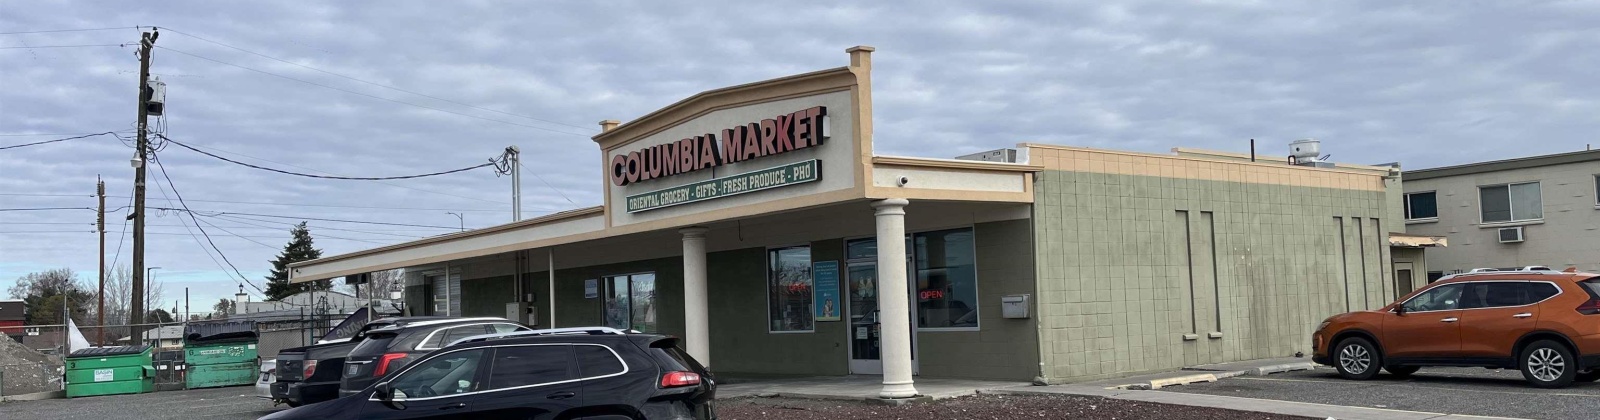 COLUMBIA MARKET
ORIENTAL GROCERY - GIFTS - FRESH PRODUCE - PHO
OPEN